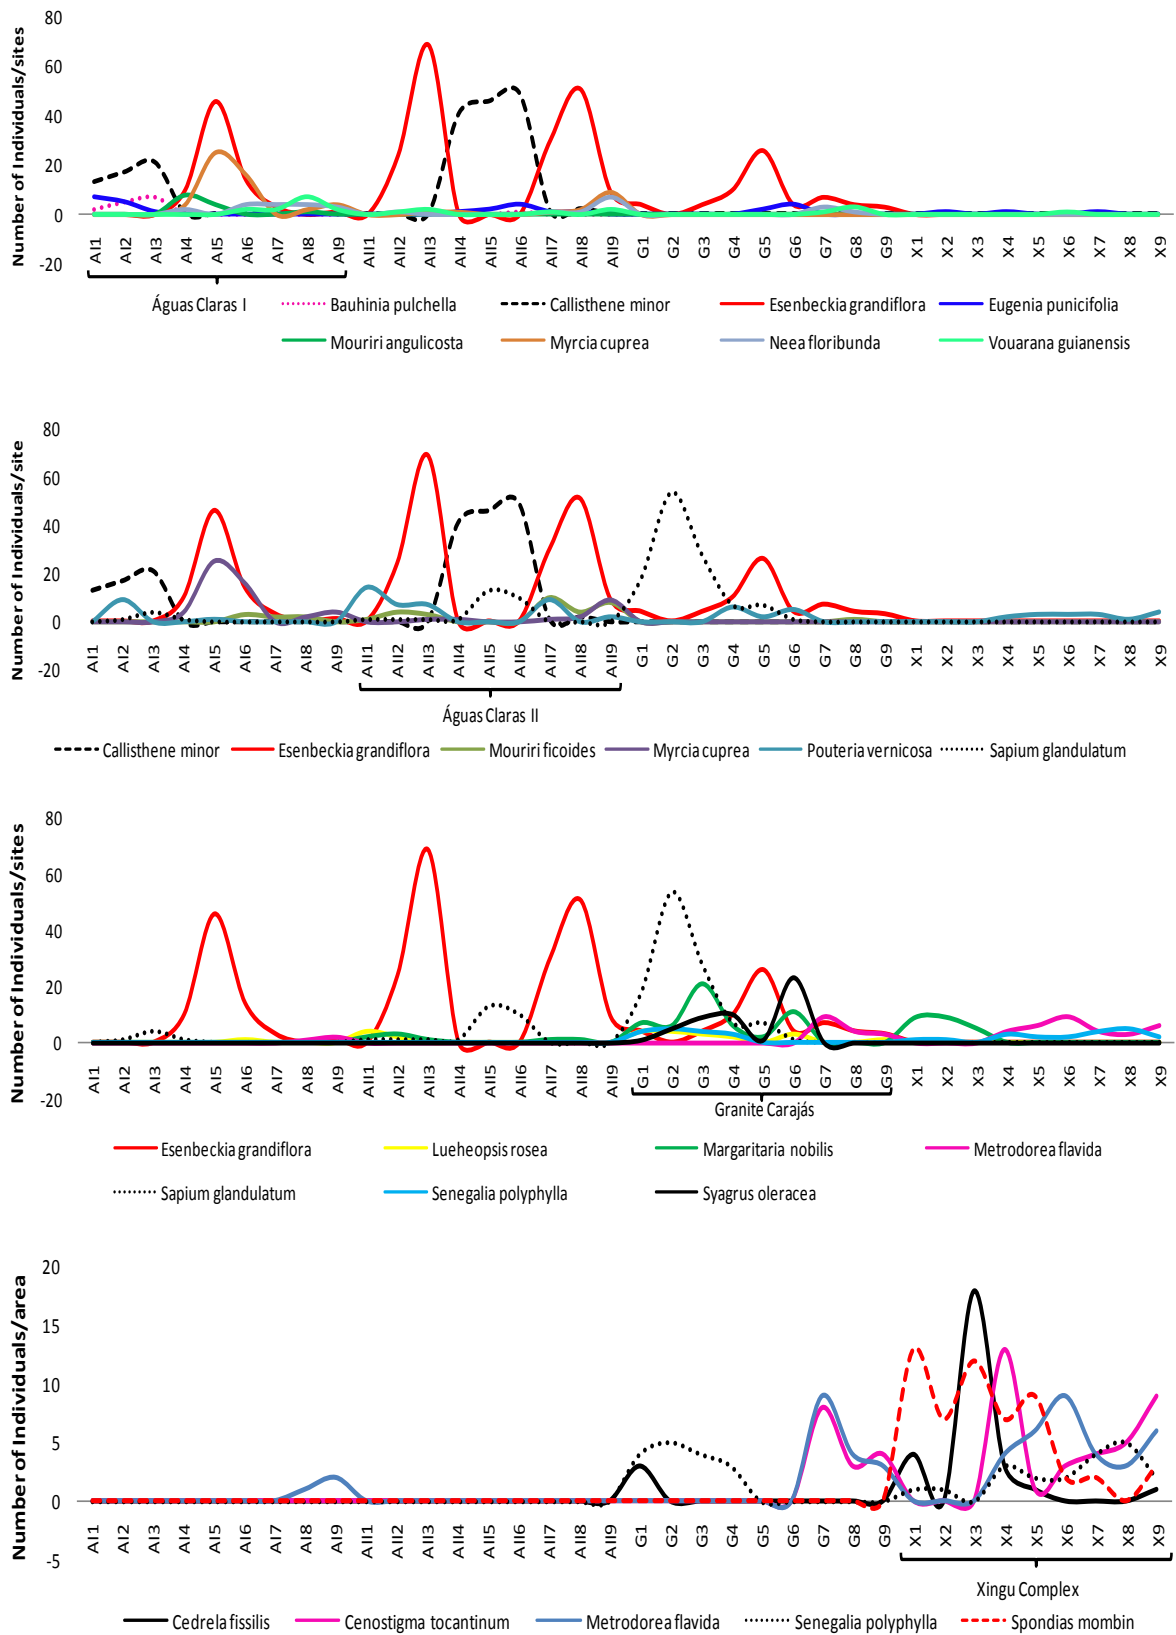 Number of Individuals/sites
80
60
40
20
0
-20
AI1 AI2 AI3 AI4 AI5 AI6 AI7 AI8 AI9 AII1 AII2 AII3 AII4 AII5 AII6 AII7 AII8 AII9 G1 G2 G3 G4 G5 G6 G7 G8 G9 X1 X2 X3 X4 X5 X6 X7 X8 X9
Águas Claras I
Bauhinia pulchella Callisthene minor Esenbeckia grandiflora Eugenia punicifolia
Mouriri angulicosta Myrcia cuprea Neea floribunda Vouarana guianensis
Number of Individuals/site
80
60
40
20
0
-20
AI1 AI2 AI3 AI4 AI5 AI6 AI7 AI8 AI9 AII1 AII2 AII3 AII4 AII5 AII6 AII7 AII8 AII9 G1 G2 G3 G4 G5 G6 G7 G8 G9 X1 X2 X3 X4 X5 X6 X7 X8 X9
Águas Claras II
Callisthene minor Esenbeckia grandiflora Mouriri ficoides Myrcia cuprea Pouteria vernicosa Sapium glandulatum
Number of Individuals/sites
80
60
40
20
0
-20
AI1 AI2 AI3 AI4 AI5 AI6 AI7 AI8 AI9 AII1 AII2 AII3 AII4 AII5 AII6 AII7 AII8 AII9 G1 G2 G3 G4 G5 G6 G7 G8 G9 X1 X2 X3 X4 X5 X6 X7 X8 X9
Granite Carajás
Esenbeckia grandiflora Lueheopsis rosea Margaritaria nobilis Metrodorea flavida
Sapium glandulatum Senegalia polyphylla Syagrus oleracea
Number of Individuals/area
20
15
10
5
0
-5
AI1 AI2 AI3 AI4 AI5 AI6 AI7 AI8 AI9 AII1 AII2 AII3 AII4 AII5 AII6 AII7 AII8 AII9 G1 G2 G3 G4 G5 G6 G7 G8 G9 X1 X2 X3 X4 X5 X6 X7 X8 X9
Xingu Complex
Cedrela fissilis Cenostigma tocantinum Metrodorea flavida Senegalia polyphylla Spondias mombin